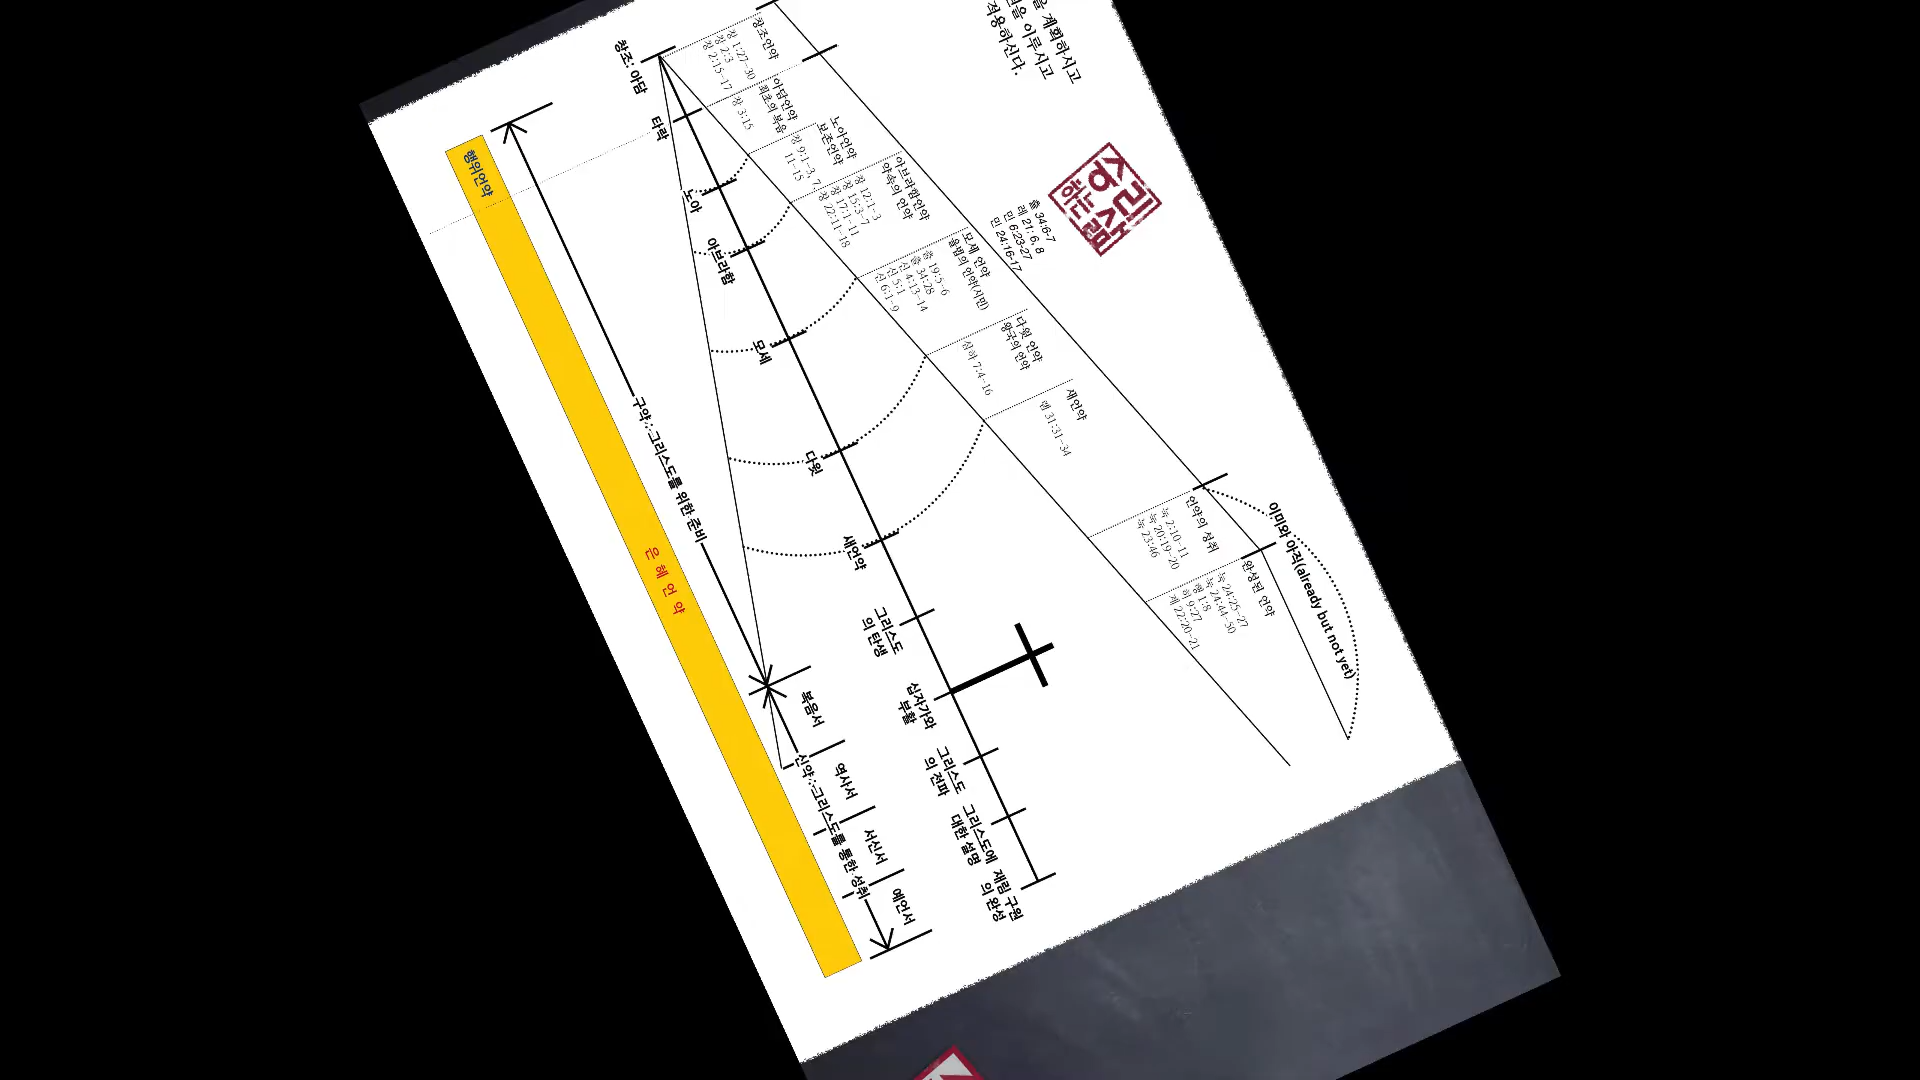 을 계획하시고
원을 이루시고
적용하신다.
수리
하는
삶
출 34:6-7
레 21: 6, 8
민 6:23-27
민 24:16-17
창조언약
창 1:27-30
창 2:3
창 2:15-17
아담언약
최초의 복음
창 3:15
노아언약
보존언약
창 9:1-3, 7,
11-15
아브라함언약
약속의 언약
창 12:1-3
창 15:3-7
창 17:1-11
창 22:11-18
모세 언약
율법의 언약(시민)
출 19:5-6
출 34:28
신 4:13-14
신 5:1
신 6:1-9
다윗 언약
왕국의 언약
삼하 7:4-16
새언약
렘 31:31-34
언약의 성취
눅 2:10-11
눅 20:19-20
눅 23:46
완성된 언약
눅 24:25-27
눅 24:44-50
행 1:8
히 9:27
계 22:20-21
이미와 아직(already but not yet)
창조: 아담
타락
노아
아브라함
모세
다윗
새언약
그리스도
의 탄생
십자가와
부활
그리스도
의 전파
그리스도에
대한 설명
재림 구원
의 완성
복음서
역사서
서신서
예언서
구약 : 그리스도를 위한 준비
신약 : 그리스도를 통한 성취
행위언약
은 혜 언 약